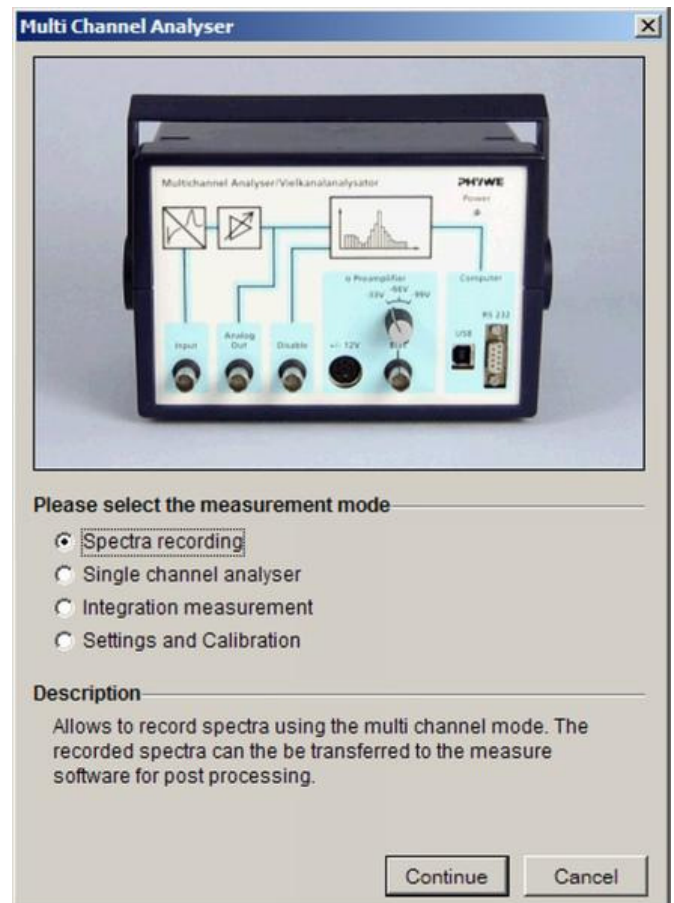 Multi Channel Analyser
Multichannel Analyser/Vielkanalanalysator
PHYWE
Power
α Preamplifier
Computer
-33V -66V -99V
RS 232
USB
Input
Analog
Out
Disable
+/- 12V
Please select the measurement mode
Spectra recording
Single channel analyser
Integration measurement
Settings and Calibration
Description
Allows to record spectra using the multi channel mode. The
recorded spectra can the be transferred to the measure
software for post processing.
Continue
Cancel